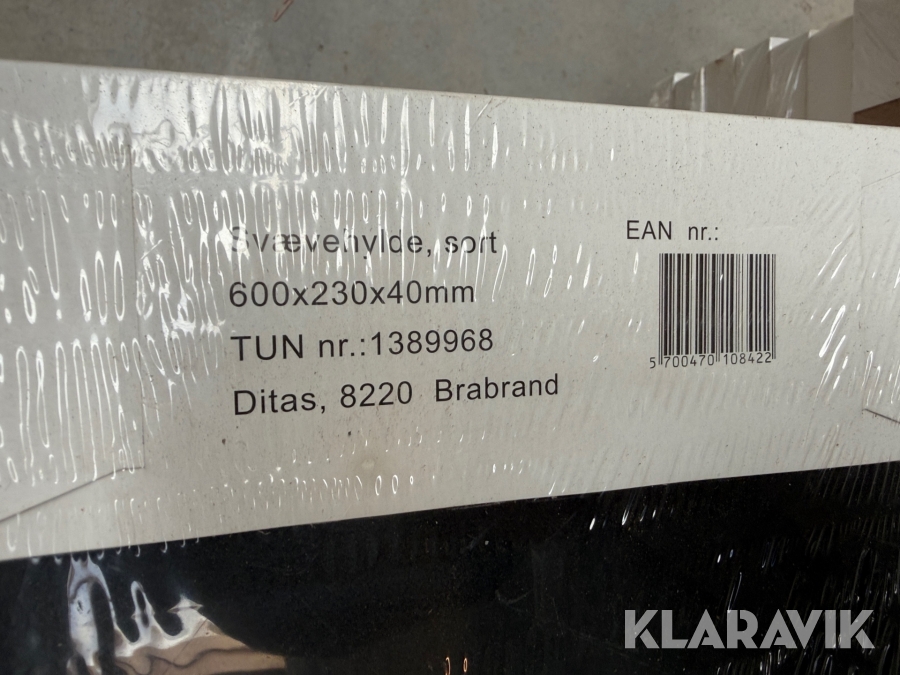 Svævehylde, sort
600x230x40mm
TUN nr.:1389968
Ditas, 8220 Brabrand
EAN nr.:
5 700470 108422
KLARAVIK